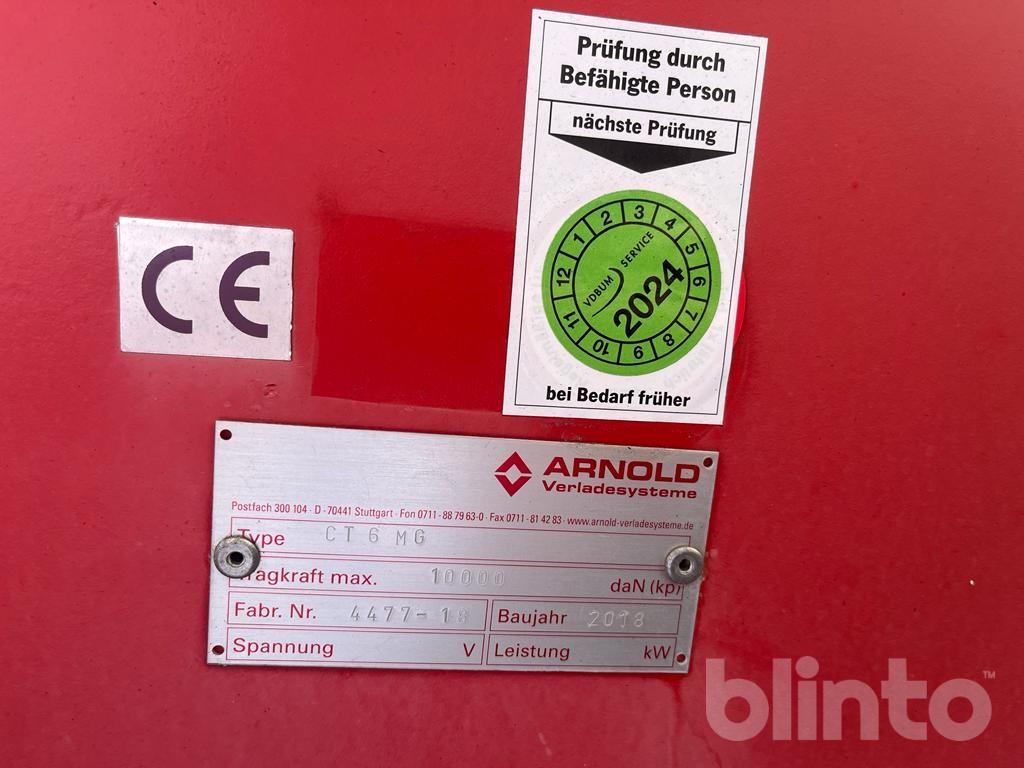 Prüfung durch
Befähigte Person
nächste Prüfung
1 2 3 4 5 6 7 8 9 10 11 12
VDBUM SERVICE
2024
bei Bedarf früher
CE
ARNOLD
Verladesysteme
Postfach 300 104 · D - 70441 Stuttgart · Fon 0711 - 88 79 63-0 · Fax 0711 - 81 42 83 · www.arnold-verladesysteme.de
Type CT 6 MG
Tragkraft max. 10000 daN (kp)
Fabr. Nr. 4477-18 Baujahr 2018
Spannung V Leistung kW
blinto™